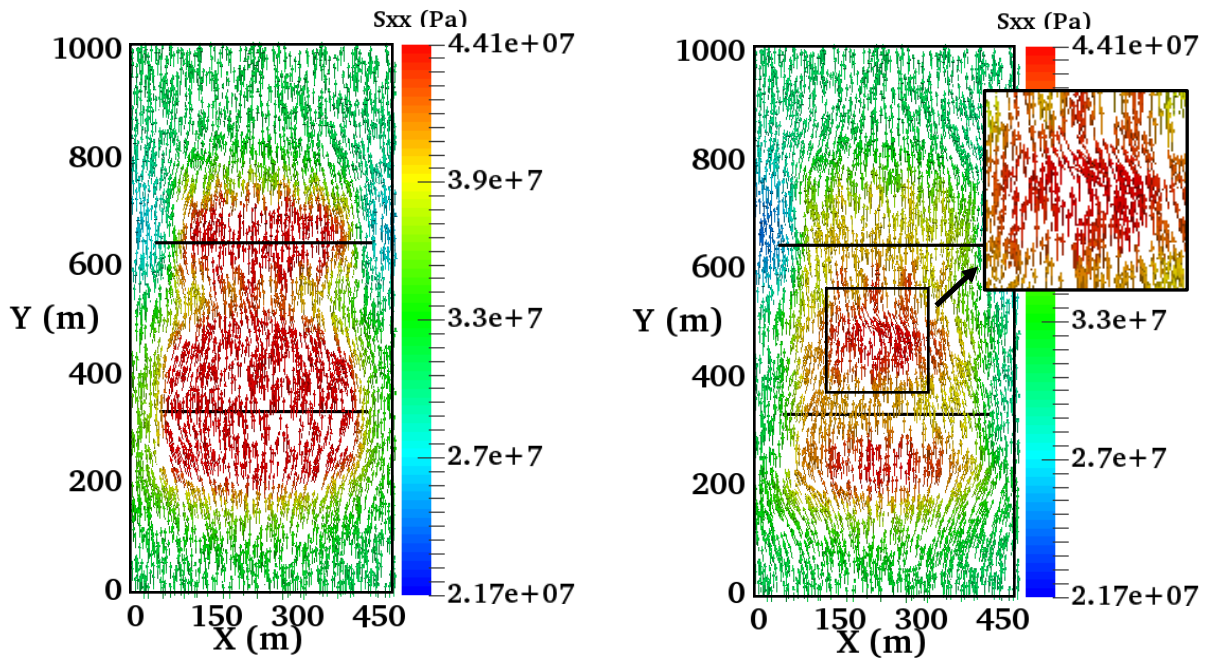 Sxx (Pa)
1000
800
600
400
200
0
Y (m)
0 150 300 450
X (m)
4.41e+07
3.9e+7
3.3e+7
2.7e+7
2.17e+07
Sxx (Pa)
1000
800
600
400
200
0
Y (m)
0 150 300 450
X (m)
4.41e+07
3.3e+7
2.7e+7
2.17e+07